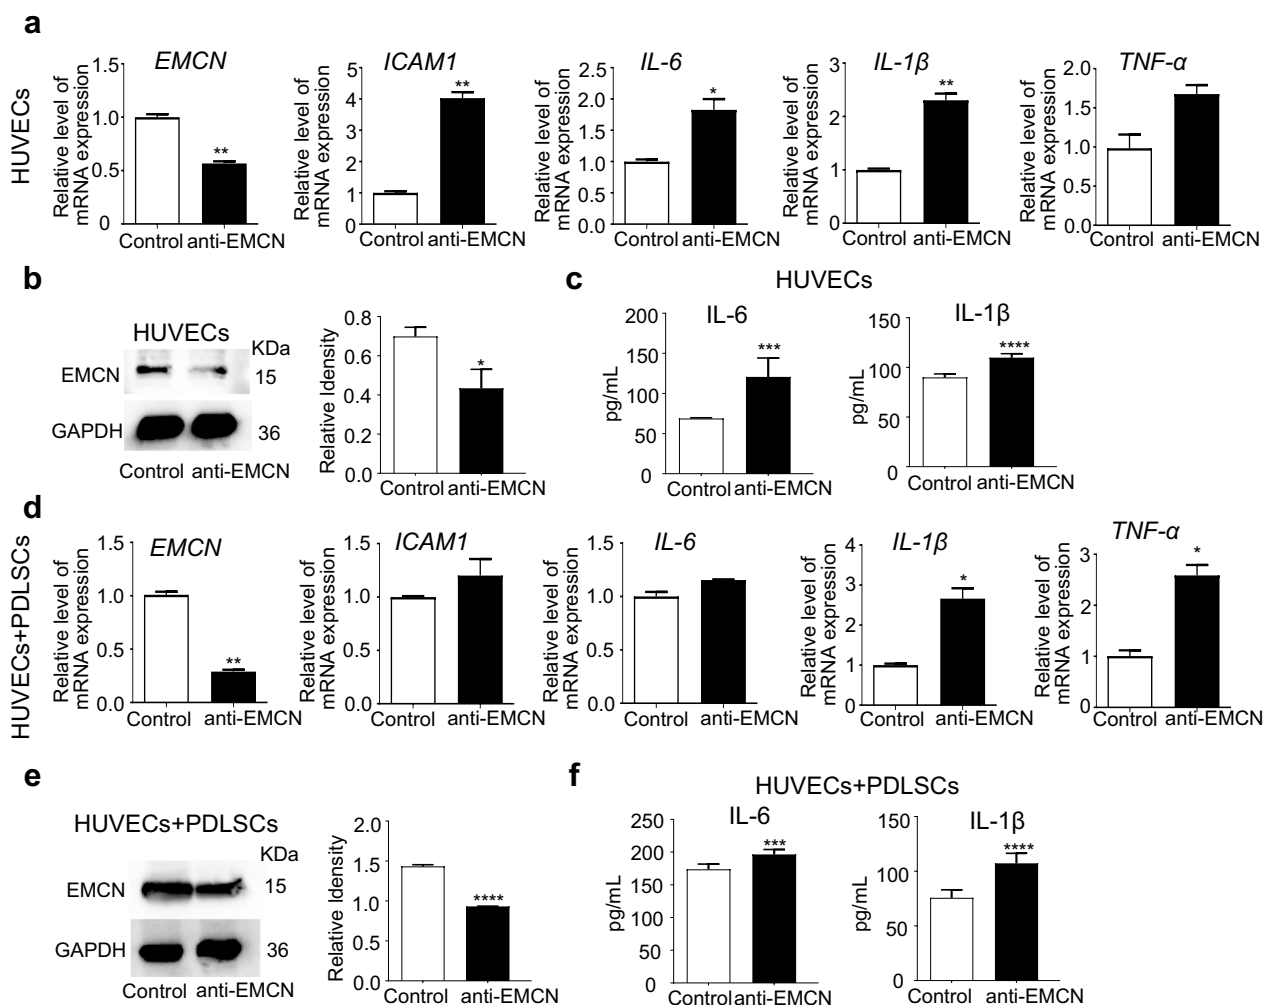 a
HUVECs
EMCN
Relative level of
mRNA expression
1.5
1.0
0.5
0
**
Control anti-EMCN
ICAM1
Relative level of
mRNA expression
5
4
3
2
1
0
**
Control anti-EMCN
IL-6
Relative level of
mRNA expression
2.5
2.0
1.5
1.0
0.5
0.0
*
Control anti-EMCN
IL-1β
Relative level of
mRNA expression
3
2
1
0
**
Control anti-EMCN
TNF-α
Relative level of
mRNA expression
2.0
1.5
1.0
0.5
0.0
Control anti-EMCN
b
HUVECs
KDa
EMCN
15
GAPDH
36
Control anti-EMCN
Relative Idensity
0.8
0.6
0.4
0.2
0.0
*
Control anti-EMCN
c
HUVECs
IL-6
pg/mL
200
150
100
50
0
***
Control anti-EMCN
IL-1β
pg/mL
150
100
50
0
****
Control anti-EMCN
d
HUVECs+PDLSCs
EMCN
Relative level of
mRNA expression
1.5
1.0
0.5
0.0
**
Control anti-EMCN
ICAM1
Relative level of
mRNA expression
1.5
1.0
0.5
0.0
Control anti-EMCN
IL-6
Relative level of
mRNA expression
1.5
1.0
0.5
0.0
Control anti-EMCN
IL-1β
Relative level of
mRNA expression
4
3
2
1
0
*
Control anti-EMCN
TNF-α
Relative level of
mRNA expression
3
2
1
0
*
Control anti-EMCN
e
HUVECs+PDLSCs
KDa
EMCN
15
GAPDH
36
Control anti-EMCN
Relative Idensity
2.0
1.5
1.0
1.0
0.0
****
Control anti-EMCN
f
HUVECs+PDLSCs
IL-6
pg/mL
250
200
150
150
50
0
***
Control anti-EMCN
IL-1β
pg/mL
150
100
50
0
****
Control anti-EMCN